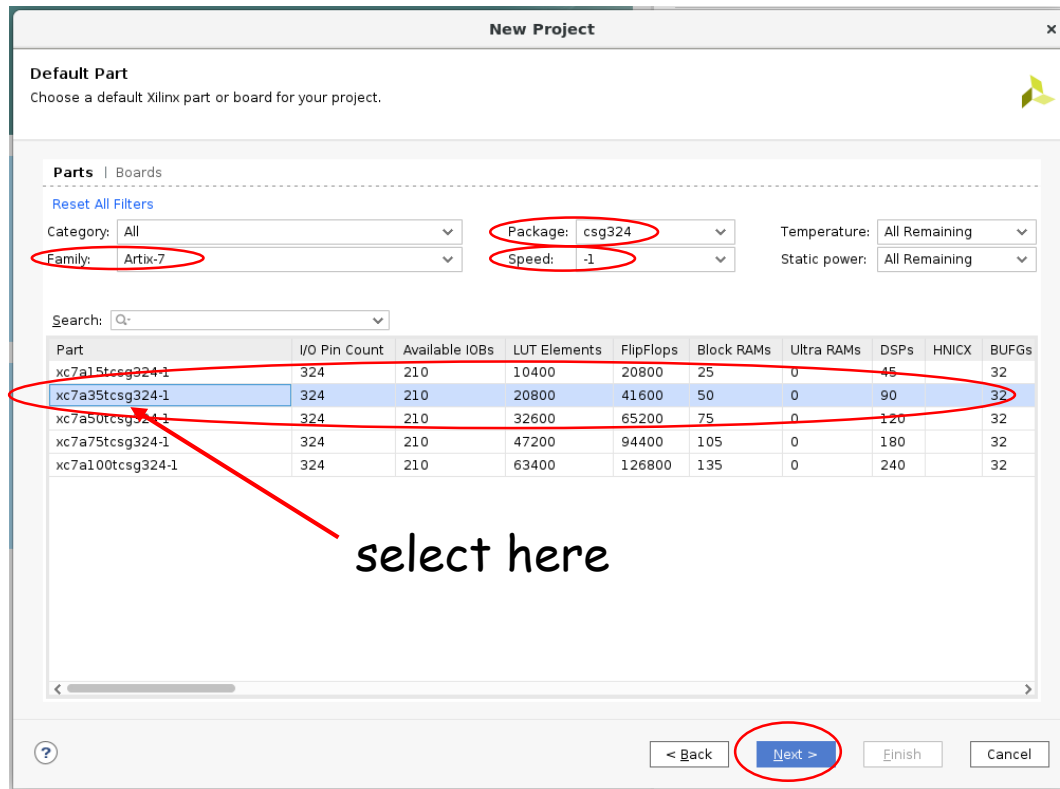 New Project
×
Default Part
Choose a default Xilinx part or board for your project.
Parts | Boards
Reset All Filters
Category: All Package: csg324 Temperature: All Remaining
Family: Artix-7 Speed: -1 Static power: All Remaining
Search: Q-
Part I/O Pin Count Available IOBs LUT Elements FlipFlops Block RAMs Ultra RAMs DSPs HNICX BUFGs
xc7a15tcsg324-1 324 210 10400 20800 25 0 45 32
xc7a35tcsg324-1 324 210 20800 41600 50 0 90 32
xc7a50tcsg324-1 324 210 32600 65200 75 0 120 32
xc7a75tcsg324-1 324 210 47200 94400 105 0 180 32
xc7a100tcsg324-1 324 210 63400 126800 135 0 240 32
select here
? < Back Next > Finish Cancel